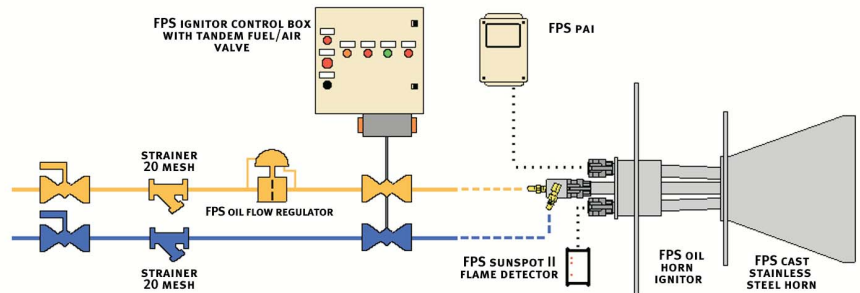 FPS IGNITOR CONTROL BOX
WITH TANDEM FUEL/AIR
VALVE
FPS PAI
STRAINER
20 MESH
FPS OIL FLOW REGULATOR
STRAINER
20 MESH
FPS SUNSPOT II
FLAME DETECTOR
FPS OIL
HORN
IGNITOR
FPS CAST
STAINLESS
STEEL HORN